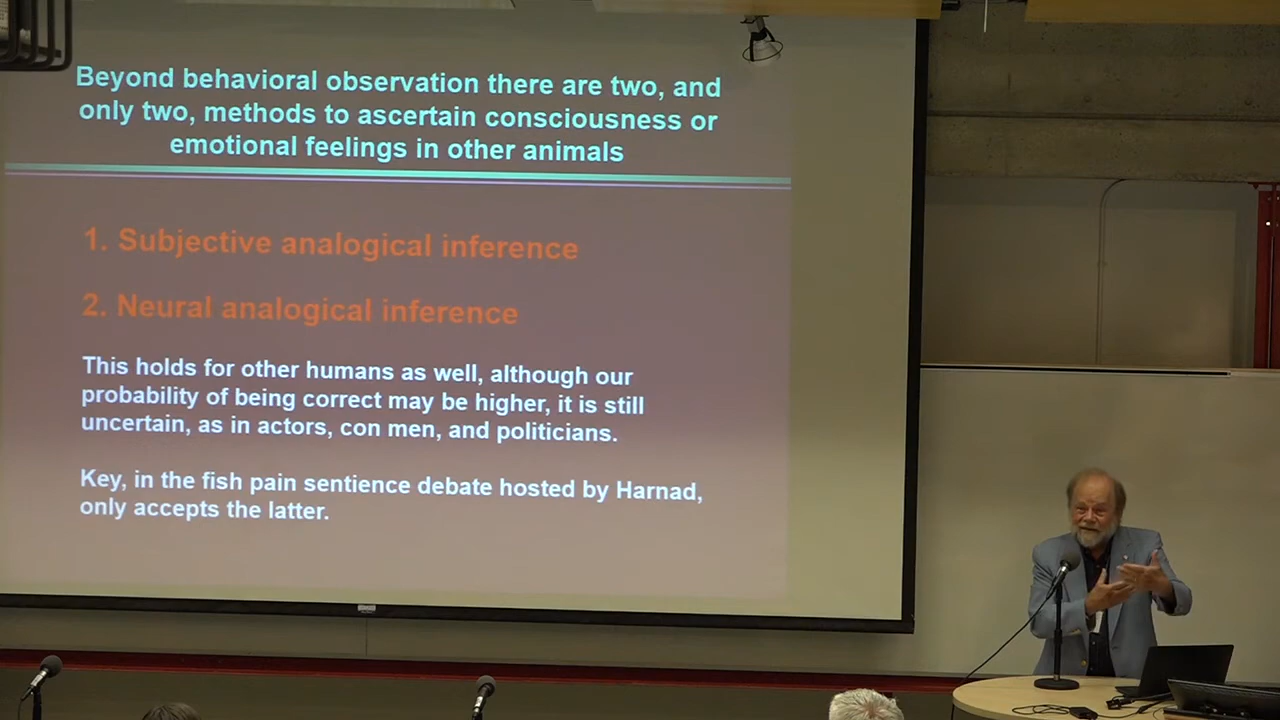 Beyond behavioral observation there are two, and
only two, methods to ascertain consciousness or
emotional feelings in other animals
1. Subjective analogical inference
2. Neural analogical inference
This holds for other humans as well, although our
probability of being correct may be higher, it is still
uncertain, as in actors, con men, and politicians.
Key, in the fish pain sentience debate hosted by Harnad,
only accepts the latter.